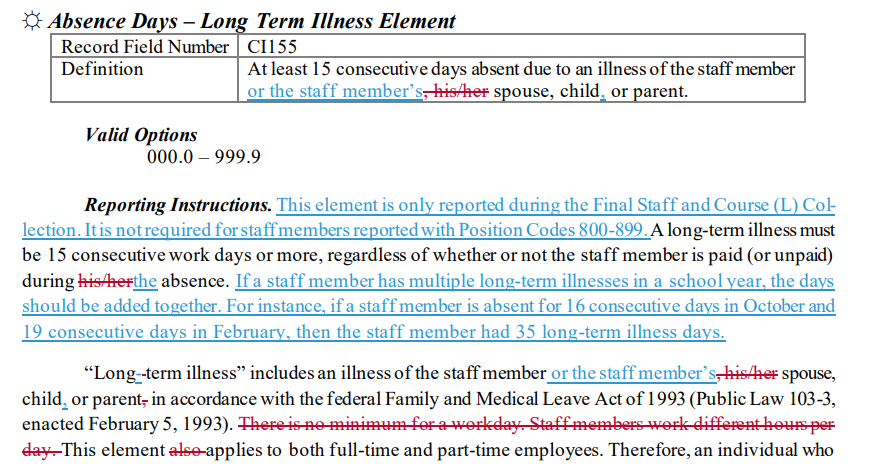 ☼ Absence Days – Long Term Illness Element
Record Field Number CI155
Definition At least 15 consecutive days absent due to an illness of the staff member
or the staff member’s, his/her spouse, child, or parent.
Valid Options
000.0 – 999.9
Reporting Instructions. This element is only reported during the Final Staff and Course (L) Col-
lection. It is not required for staff members reported with Position Codes 800-899. A long-term illness must
be 15 consecutive work days or more, regardless of whether or not the staff member is paid (or unpaid)
during his/herthe absence. If a staff member has multiple long-term illnesses in a school year, the days
should be added together. For instance, if a staff member is absent for 16 consecutive days in October and
19 consecutive days in February, then the staff member had 35 long-term illness days.
“Long--term illness” includes an illness of the staff member or the staff member’s, his/her spouse,
child, or parent, in accordance with the federal Family and Medical Leave Act of 1993 (Public Law 103-3,
enacted February 5, 1993). There is no minimum for a workday. Staff members work different hours per
day. This element also applies to both full-time and part-time employees. Therefore, an individual who